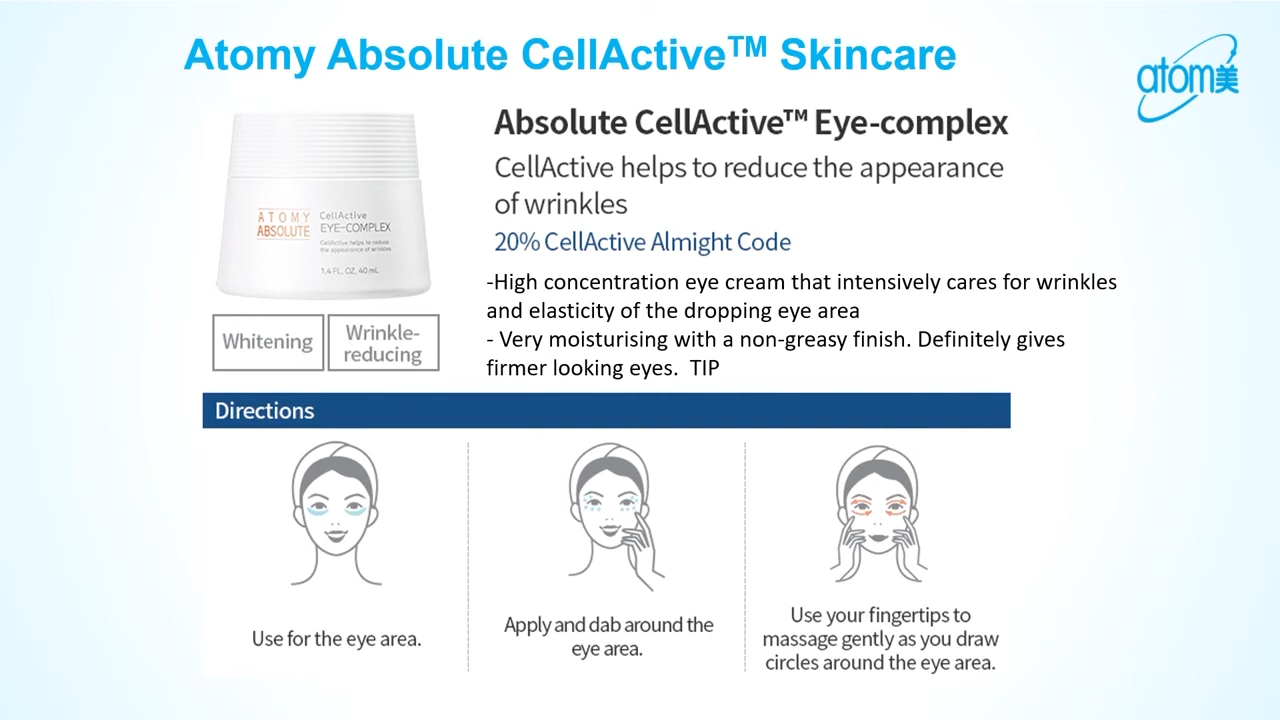 Atomy Absolute CellActive™ Skincare
atom美
Absolute CellActive™ Eye-complex
CellActive helps to reduce the appearance
of wrinkles
20% CellActive Almight Code
-High concentration eye cream that intensively cares for wrinkles
and elasticity of the dropping eye area
- Very moisturising with a non-greasy finish. Definitely gives
firmer looking eyes.  TIP
ATOMY
ABSOLUTE
CellActive
EYE-COMPLEX
CellActive helps to reduce
the appearance of wrinkles
1.4 FL. OZ. 40 mL
Whitening
Wrinkle-
reducing
Directions
Use for the eye area.
Apply and dab around the
eye area.
Use your fingertips to
massage gently as you draw
circles around the eye area.